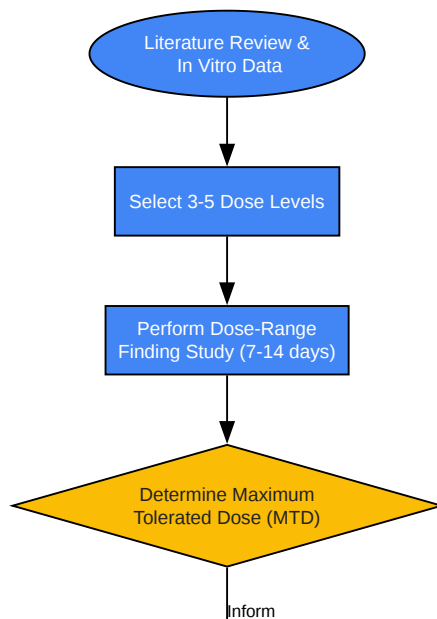 Literature Review &
In Vitro Data
Select 3-5 Dose Levels
Perform Dose-Range
Finding Study (7-14 days)
Determine Maximum
Tolerated Dose (MTD)
Inform